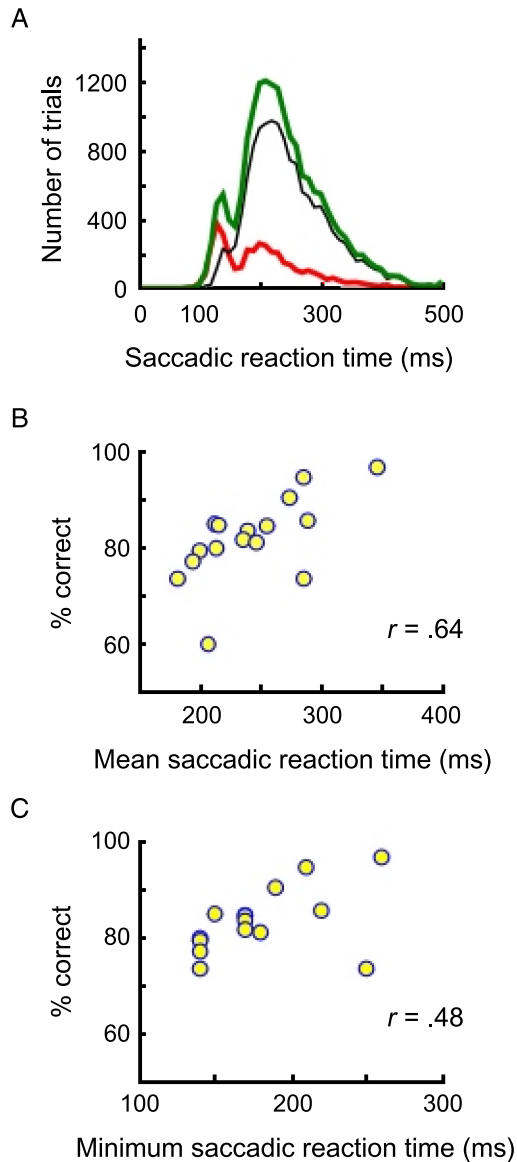 A
Number of trials
1200
800
400
0
0 100 300 500
Saccadic reaction time (ms)
B
% correct
100
80
60
r = .64
200 300 400
Mean saccadic reaction time (ms)
C
% correct
100
80
60
r = .48
100 200 300
Minimum saccadic reaction time (ms)